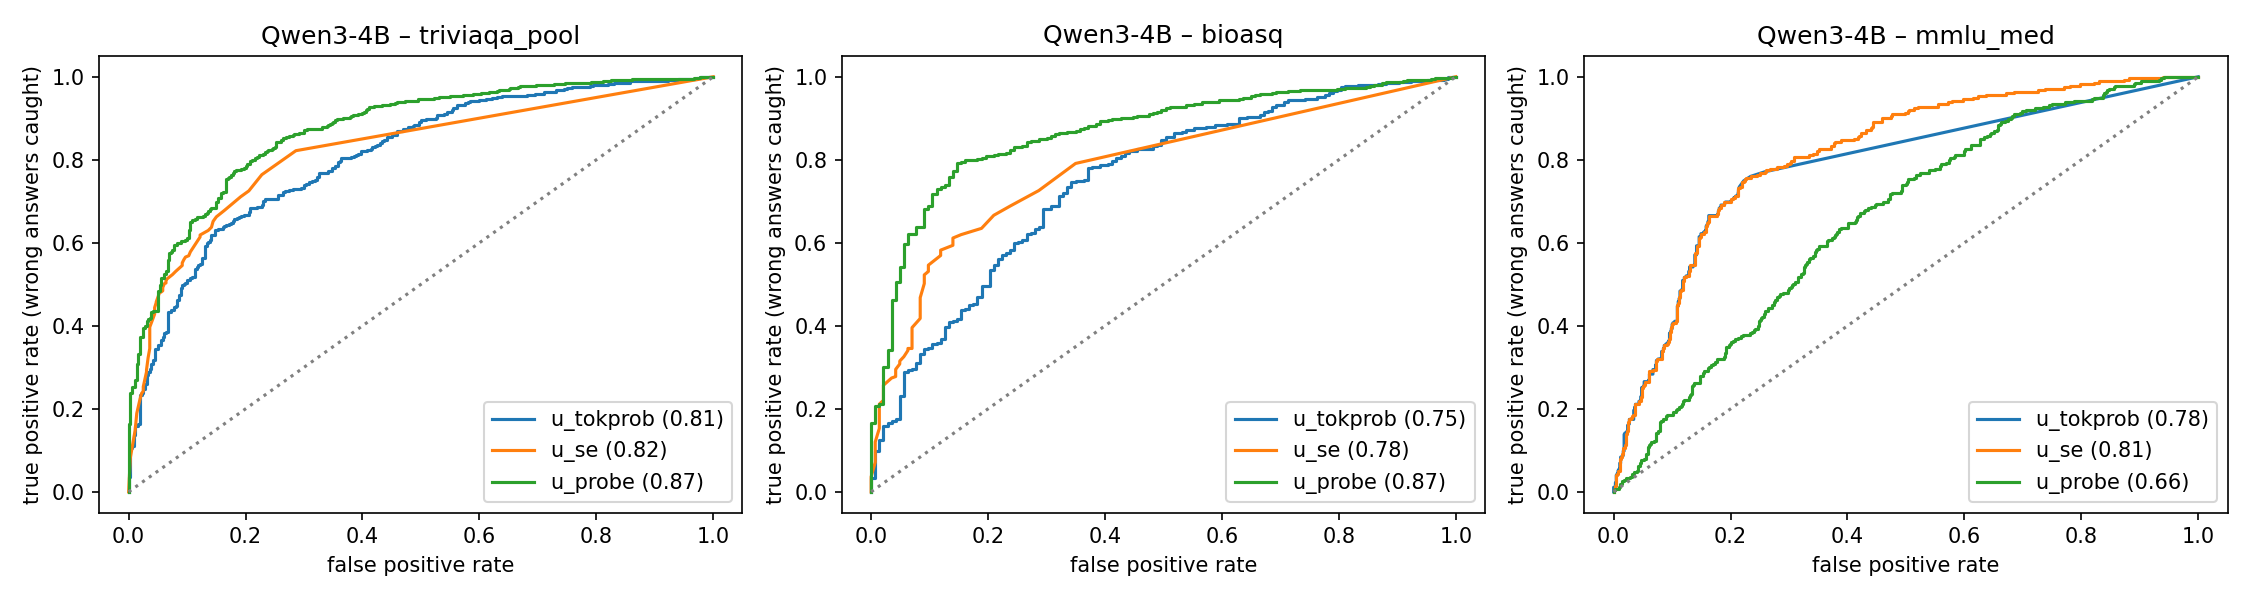 Qwen3-4B – triviaqa_pool
true positive rate (wrong answers caught)
1.0
0.8
0.6
0.4
0.2
0.0
u_tokprob (0.81)
u_se (0.82)
u_probe (0.87)
0.0 0.2 0.4 0.6 0.8 1.0
false positive rate
Qwen3-4B – bioasq
true positive rate (wrong answers caught)
1.0
0.8
0.6
0.4
0.2
0.0
u_tokprob (0.75)
u_se (0.78)
u_probe (0.87)
0.0 0.2 0.4 0.6 0.8 1.0
false positive rate
Qwen3-4B – mmlu_med
true positive rate (wrong answers caught)
1.0
0.8
0.6
0.4
0.2
0.0
u_tokprob (0.78)
u_se (0.81)
u_probe (0.66)
0.0 0.2 0.4 0.6 0.8 1.0
false positive rate